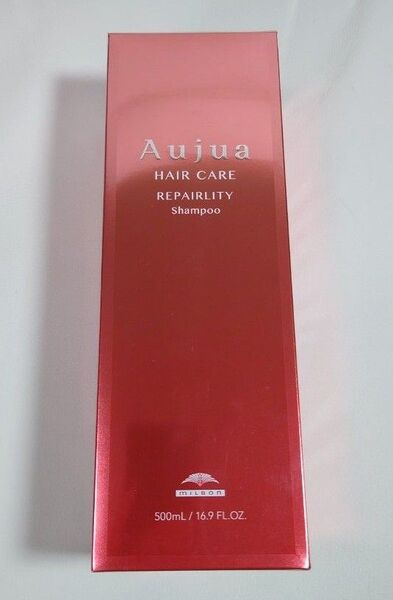 Aujua
HAIR CARE
REPAIRLITY
Shampoo
MILBON
500mL / 16.9 FL.OZ.